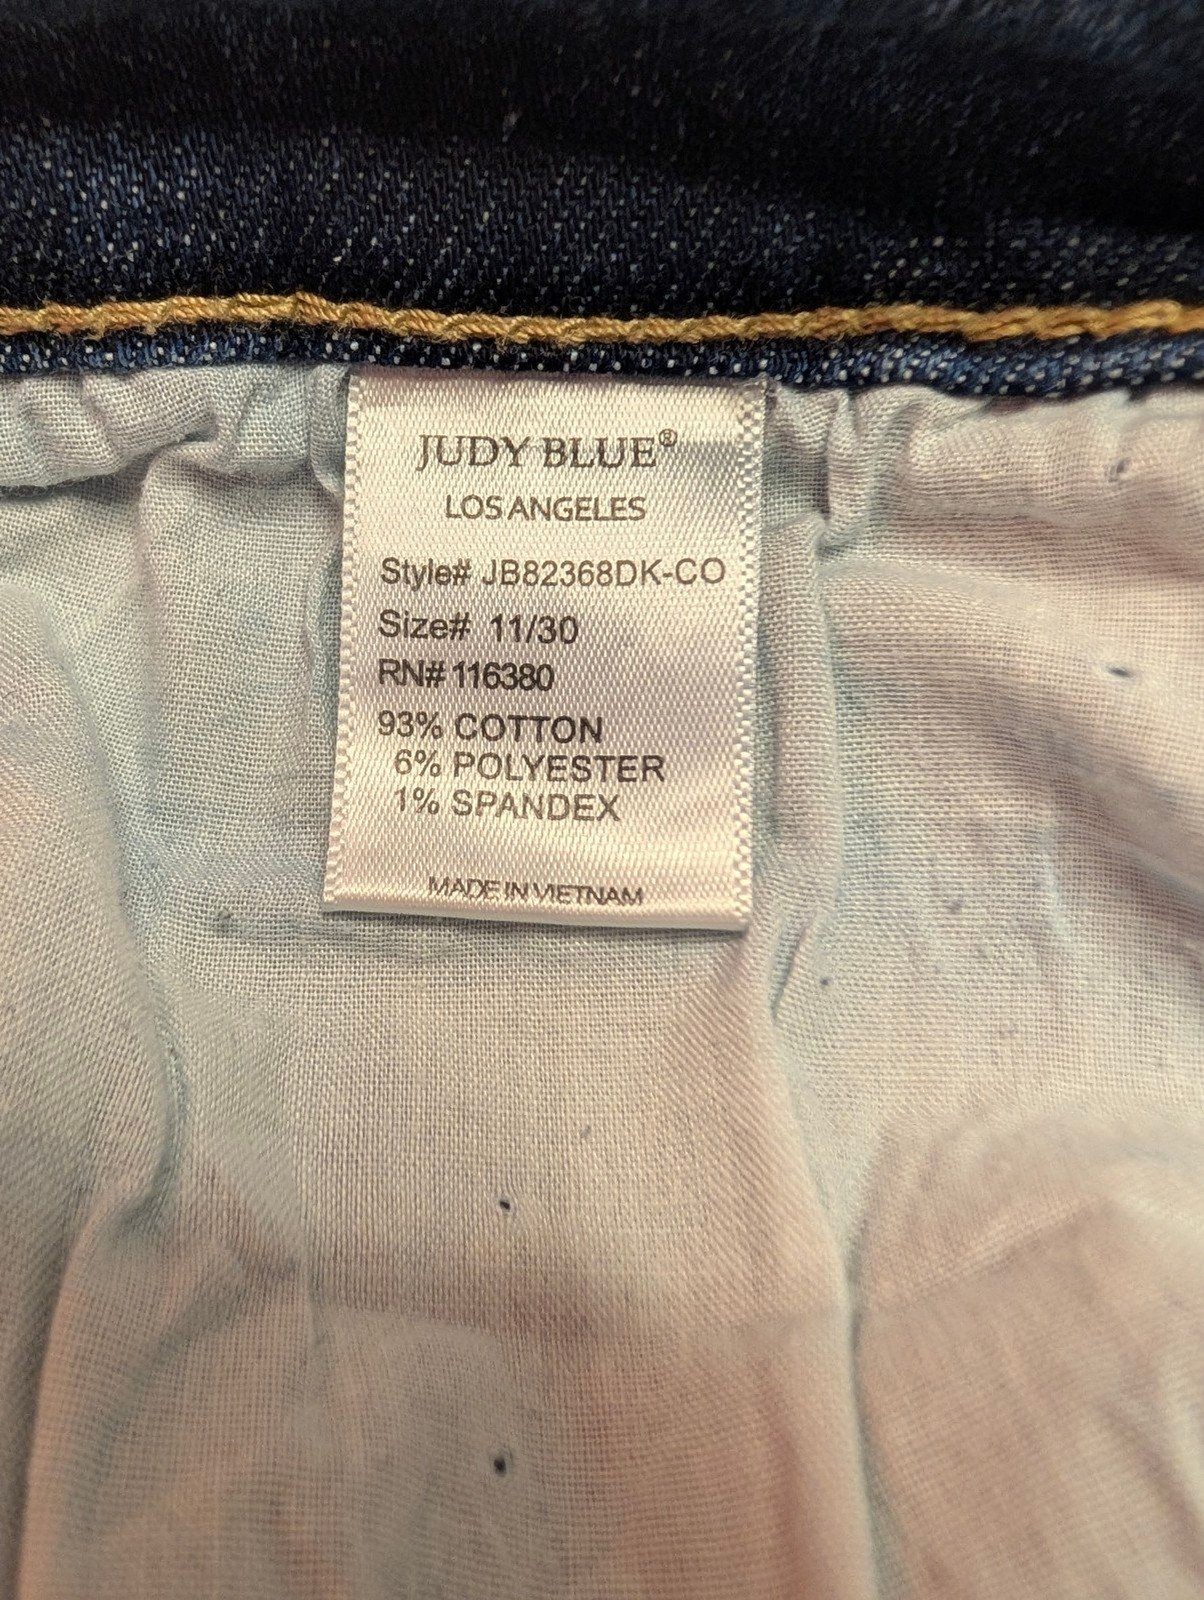 JUDY BLUE®
LOS ANGELES
Style# JB82368DK-CO
Size# 11/30
RN# 116380
93% COTTON
6% POLYESTER
1% SPANDEX
MADE IN VIETNAM